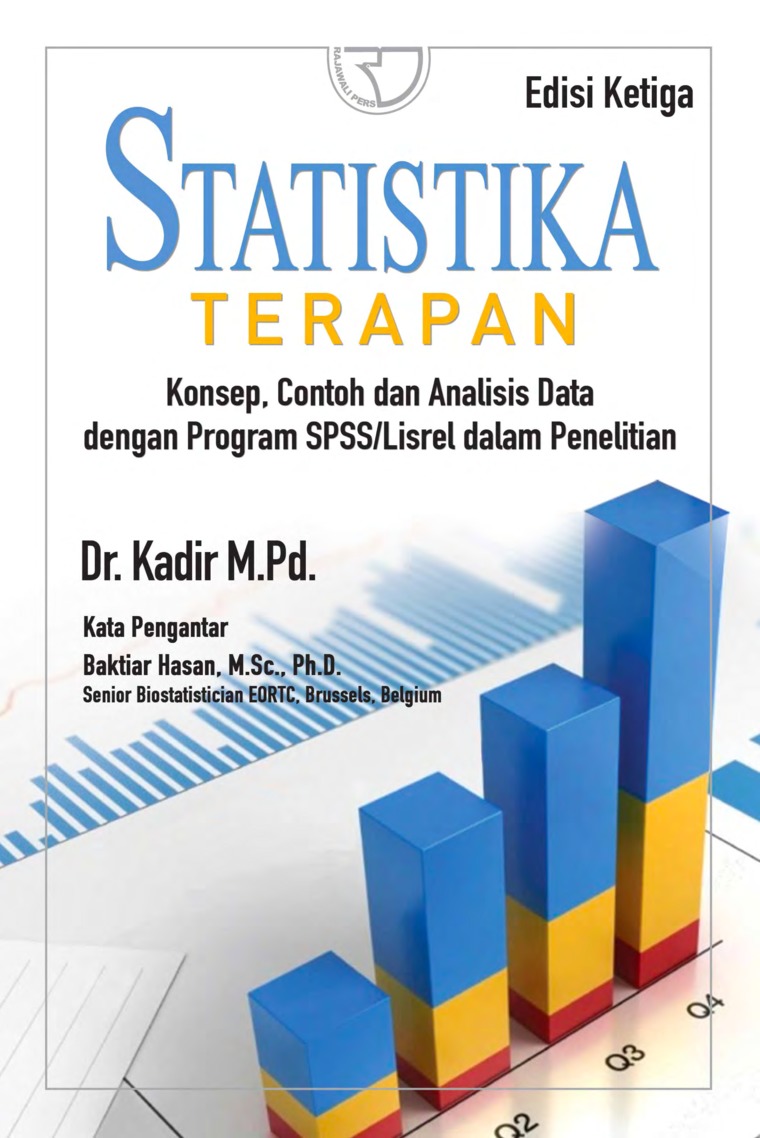 RAJAWALI PERS
Edisi Ketiga
STATISTIKA
TERAPAN
Konsep, Contoh dan Analisis Data
dengan Program SPSS/Lisrel dalam Penelitian
Dr. Kadir M.Pd.
Kata Pengantar
Baktiar Hasan, M.Sc., Ph.D.
Senior Biostatistician EORTC, Brussels, Belgium
Q4
Q3
Q2